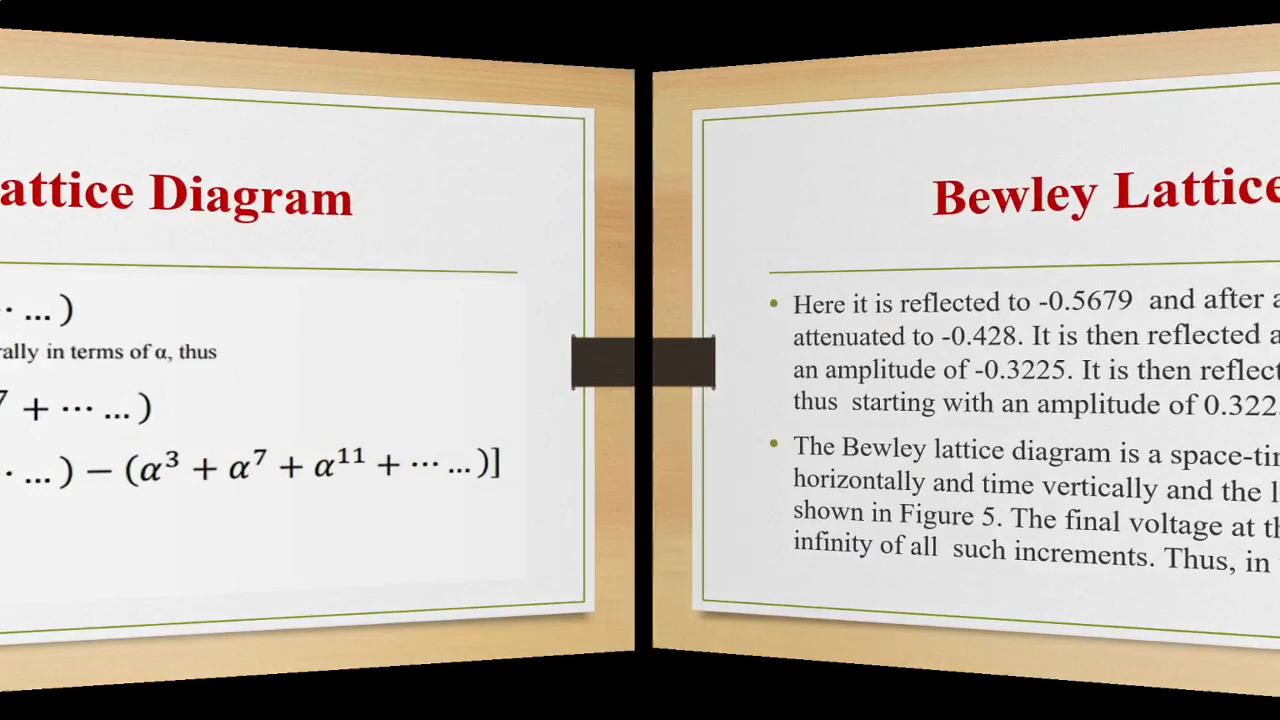 attice Diagram
·· ... )
rally in terms of α, thus
7 + ⋯ ... )
·· ... ) − (α³ + α⁷ + α¹¹ + ⋯ ... )]
Bewley Lattice
• Here it is reflected to -0.5679 and after a
attenuated to -0.428. It is then reflected a
an amplitude of -0.3225. It is then reflect
thus starting with an amplitude of 0.322
• The Bewley lattice diagram is a space-tim
horizontally and time vertically and the l
shown in Figure 5. The final voltage at th
infinity of all such increments. Thus, in